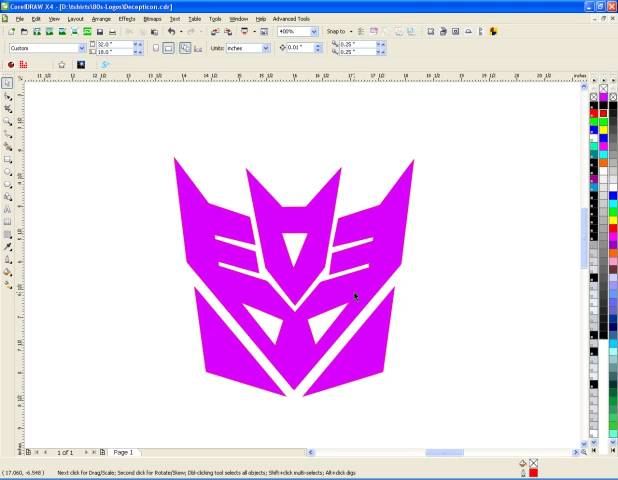 CorelDRAW X4 - [D:\tshirts\80s-Logos\Decepticon.cdr]
File Edit View Layout Arrange Effects Bitmaps Text Table Tools Window Help Advanced Tools
400% Snap to
Custom 32.0 " 18.0 " Units: inches 0.01 " 0.25 " 0.25 "
inches
1 of 1 Page 1
( 17.060, -6.548 ) Next click for Drag/Scale; Second click for Rotate/Skew; Dbl-clicking tool selects all objects; Shift+click multi-selects; Alt+click digs